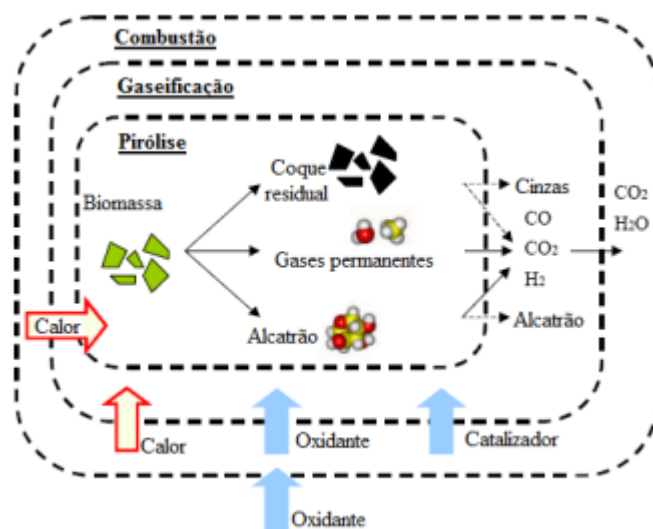 Combustão
Gaseificação
Pirólise
Biomassa
Coque
residual
Gases permanentes
Alcatrão
Cinzas
CO
CO2
H2
Alcatrão
CO2
H2O
Calor
Calor
Oxidante
Catalizador
Oxidante